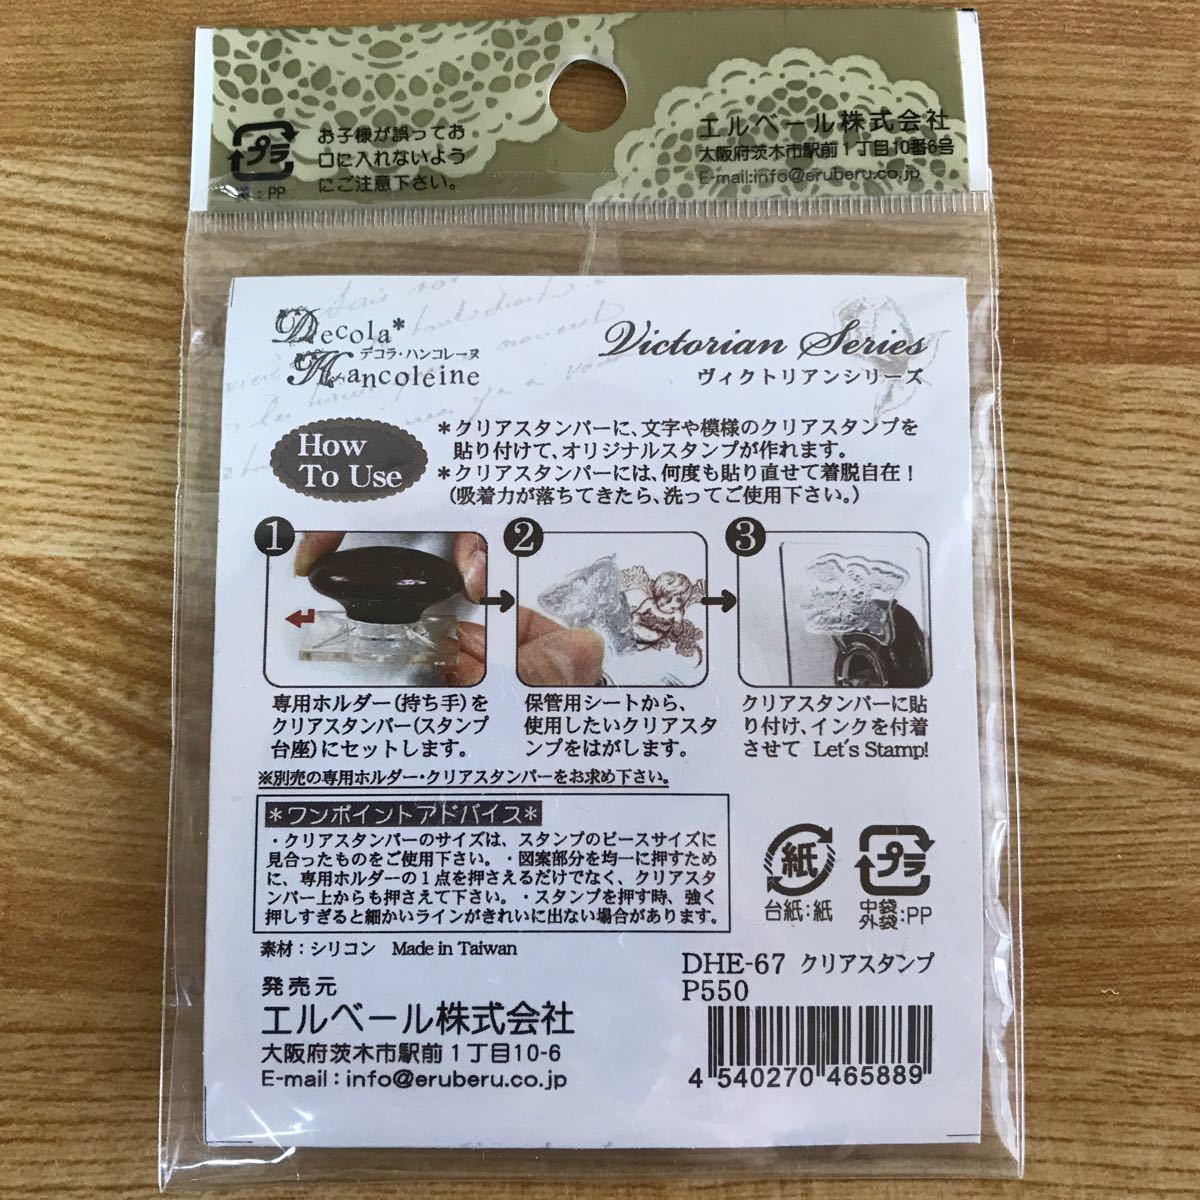 プラ
袋:PP
お子様が誤ってお
口に入れないよう
にご注意下さい。
エルベール株式会社
大阪府茨木市駅前1丁目10番6号
E-mail:info@eruberu.co.jp
Decola*
デコラ・ハンコレーヌ
Hancoleine
Victorian Series
ヴィクトリアンシリーズ
How
To Use
*クリアスタンパーに、文字や模様のクリアスタンプを
貼り付けて、オリジナルスタンプが作れます。
*クリアスタンパーには、何度も貼り直せて着脱自在!
(吸着力が落ちてきたら、洗ってご使用下さい。)
1
2
3
専用ホルダー(持ち手)を
クリアスタンパー(スタンプ
台座)にセットします。
保管用シートから、
使用したいクリアスタ
ンプをはがします。
クリアスタンパーに貼
り付け、インクを付着
させて Let's Stamp!
※別売の専用ホルダー・クリアスタンパーをお求め下さい。
*ワンポイントアドバイス*
・クリアスタンパーのサイズは、スタンプのピースサイズに
見合ったものをご使用下さい。・図案部分を均一に押すため
に、専用ホルダーの1点を押さえるだけでなく、クリアスタ
ンパー上からも押さえて下さい。・スタンプを押す時、強く
押しすぎると細かいラインがきれいに出ない場合があります。
紙
台紙:紙
プラ
中袋
外袋:PP
素材:シリコン Made in Taiwan
発売元
エルベール株式会社
大阪府茨木市駅前1丁目10-6
E-mail:info@eruberu.co.jp
DHE-67 クリアスタンプ
P550
4 540270 465889